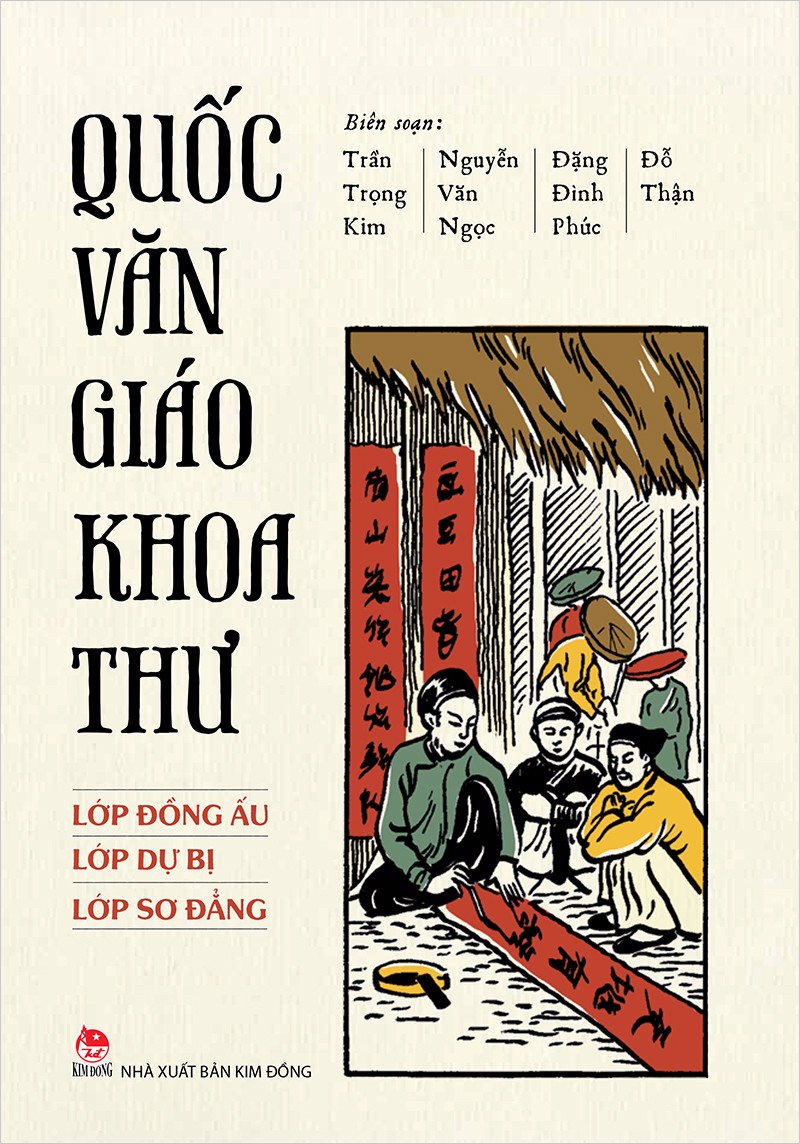 QUỐC
VĂN
GIÁO
KHOA
THƯ
Biên soạn:
Trần
Trọng
Kim
Nguyễn
Văn
Ngọc
Đặng
Đình
Phúc
Đỗ
Thận
LỚP ĐỒNG ẤU
LỚP DỰ BỊ
LỚP SƠ ĐẲNG
KIM ĐỒNG
NHÀ XUẤT BẢN KIM ĐỒNG